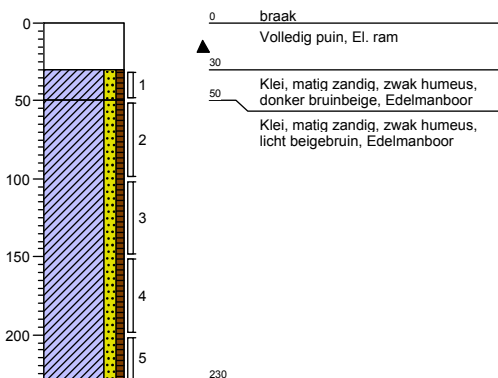 0
50
100
150
200
1
2
3
4
5
0 braak
Volledig puin, El. ram
30
Klei, matig zandig, zwak humeus,
50 donker bruinbeige, Edelmanboor
Klei, matig zandig, zwak humeus,
licht beigebruin, Edelmanboor
230